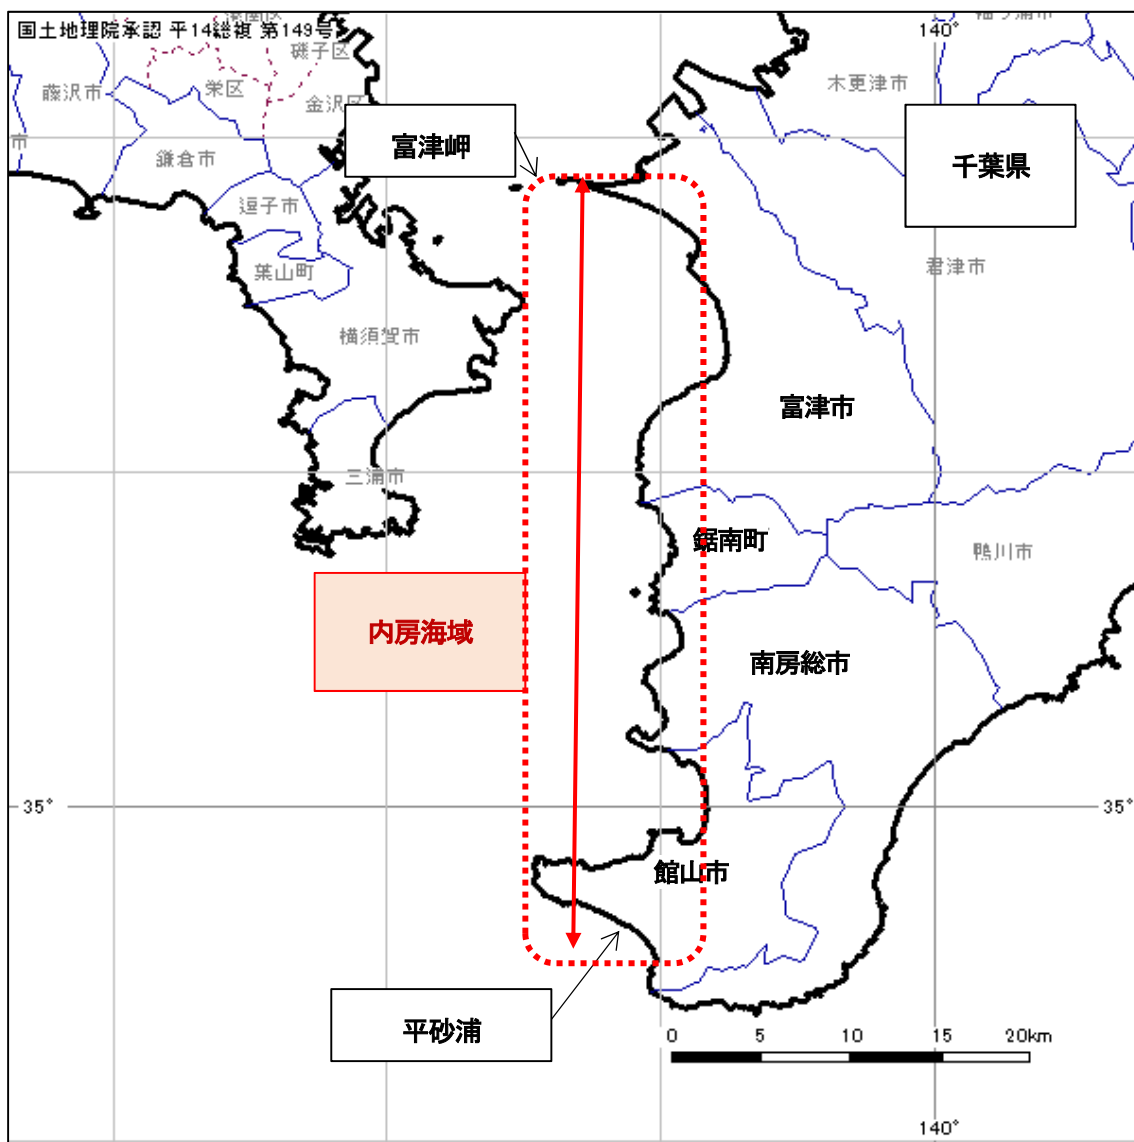 国土地理院承認 平14総複 第149号
140°
磯子区
木更津市
藤沢市
栄区
金沢区
富津岬
千葉県
市
鎌倉市
逗子市
葉山町
君津市
横須賀市
富津市
三浦市
鋸南町
鴨川市
内房海域
南房総市
35°
35°
館山市
平砂浦
0 5 10 15 20km
140°